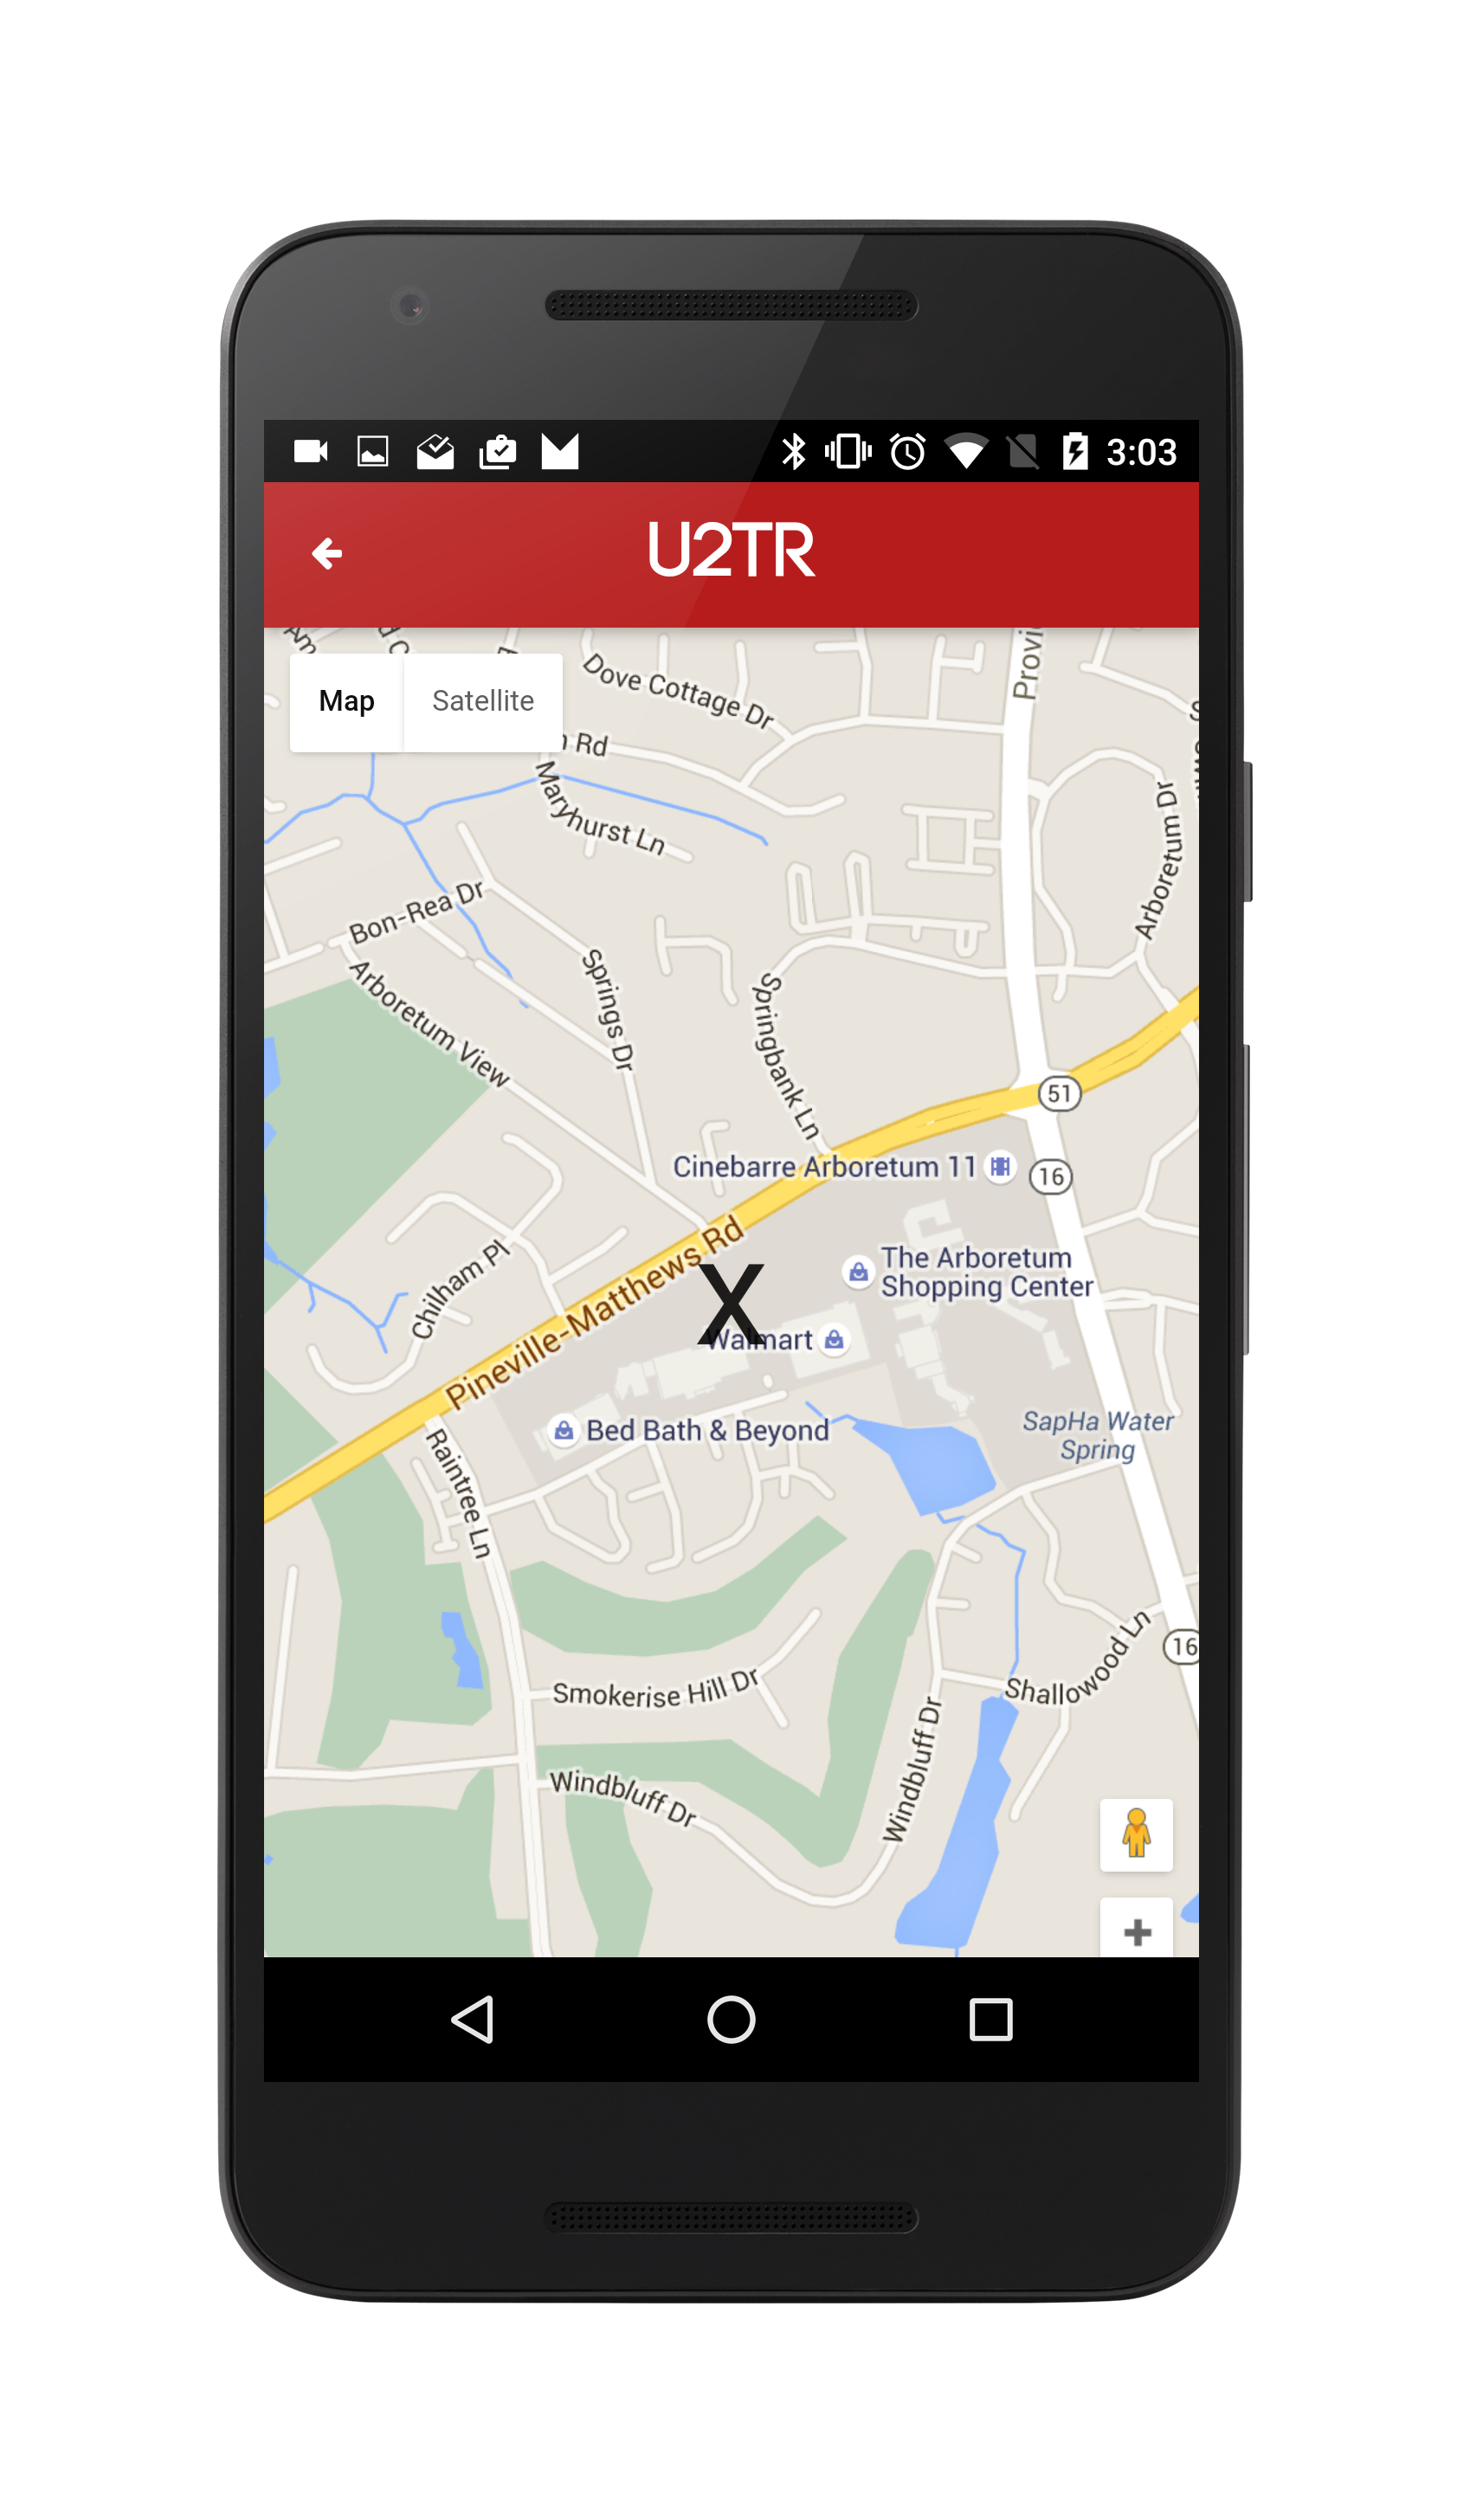 3:03
U2TR
Map
Satellite
Dove Cottage Dr
Rd
Maryhurst Ln
Arboretum Dr
Bon-Rea Dr
Springs Dr
Arboretum View
Springbank Ln
51
Cinebarre Arboretum 11
16
Pineville-Matthews Rd
Chilham Pl
The Arboretum
Shopping Center
X
Walmart
SapHa Water
Spring
Bed Bath & Beyond
Raintree Ln
Smokerise Hill Dr
Shallowood Ln
16
Windbluff Dr
Windbluff Dr